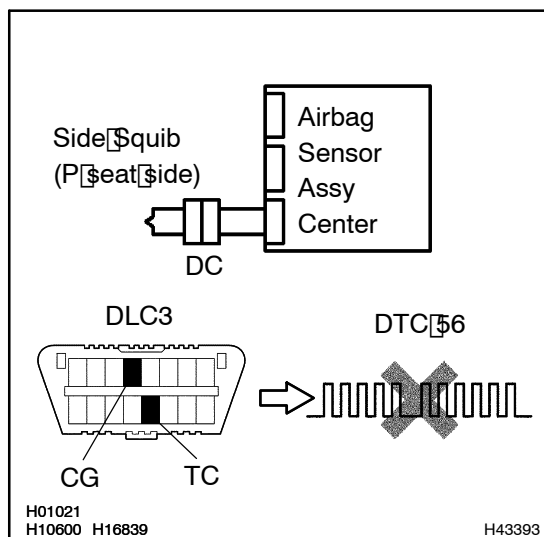 Side Squib
(P seat side)
Airbag
Sensor
Assy
Center
DC
DLC3
DTC 56
CG
TC
H01021
H10600 H16839
H43393